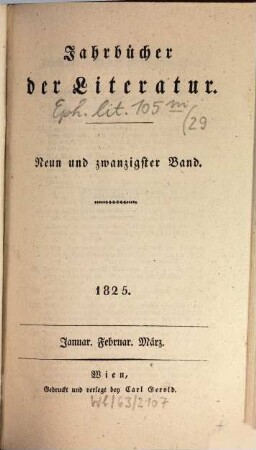 Jahrbücher
der Literatur.
Eph. lit. 105 m
(29
Neun und zwanzigster Band.
1825.
Januar. Februar. März.
Wien,
Gedruckt und verlegt bey Carl Gerold.